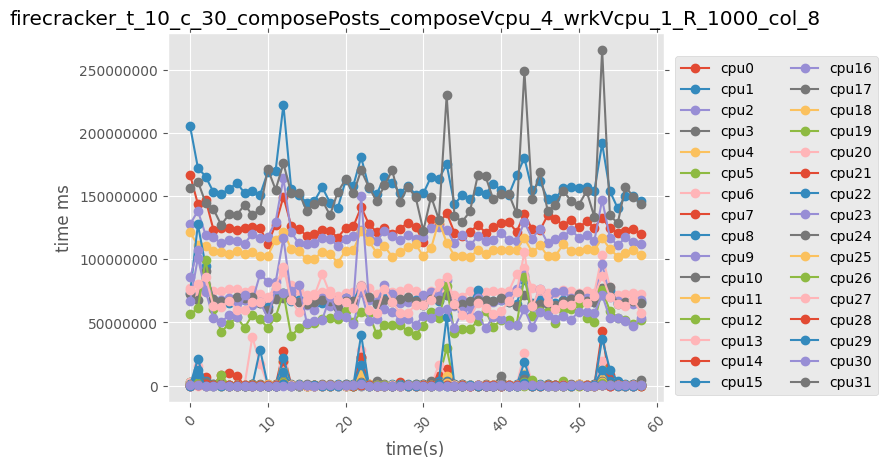 firecracker_t_10_c_30_composePosts_composeVcpu_4_wrkVcpu_1_R_1000_col_8
250000000
200000000
150000000
100000000
50000000
0
time ms
0
10
20
30
40
50
60
time(s)
cpu0
cpu1
cpu2
cpu3
cpu4
cpu5
cpu6
cpu7
cpu8
cpu9
cpu10
cpu11
cpu12
cpu13
cpu14
cpu15
cpu16
cpu17
cpu18
cpu19
cpu20
cpu21
cpu22
cpu23
cpu24
cpu25
cpu26
cpu27
cpu28
cpu29
cpu30
cpu31